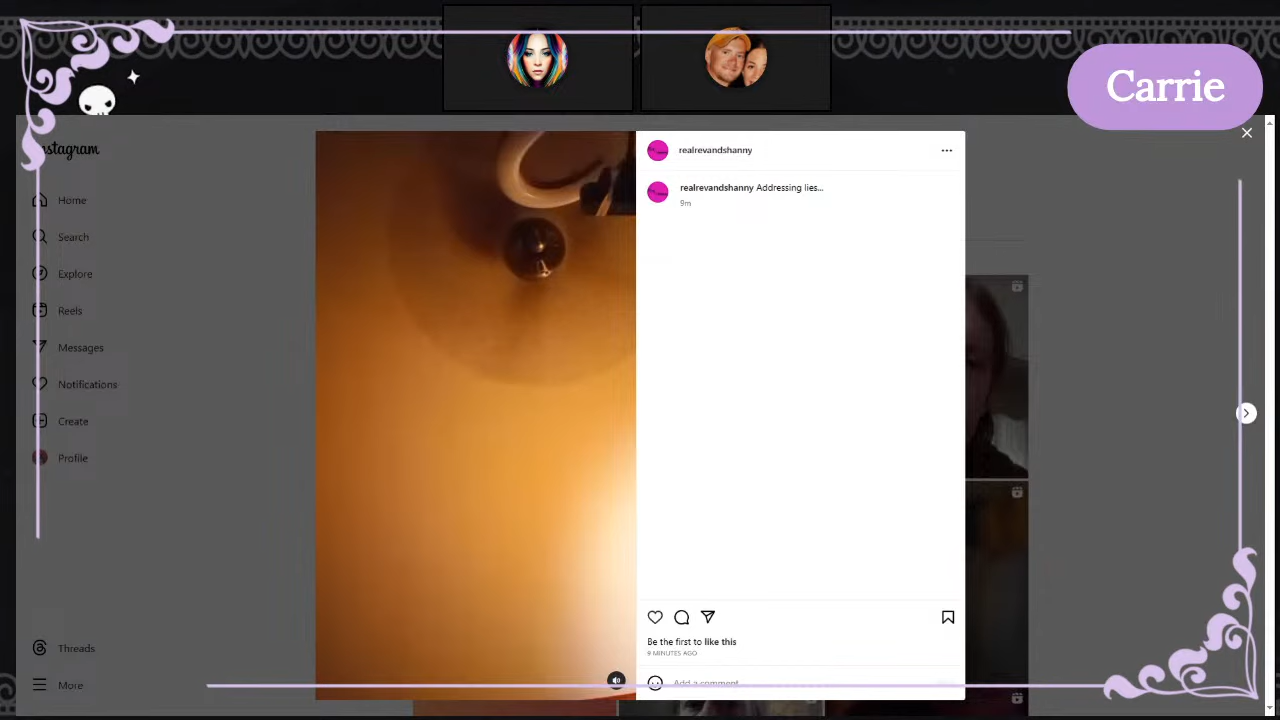 Carrie
Instagram
realrevandshanny
realrevandshanny Addressing lies...
9m
Home
Search
Explore
Reels
Messages
Notifications
Create
Profile
Threads
More
Be the first to like this
9 MINUTES AGO
Add a comment...